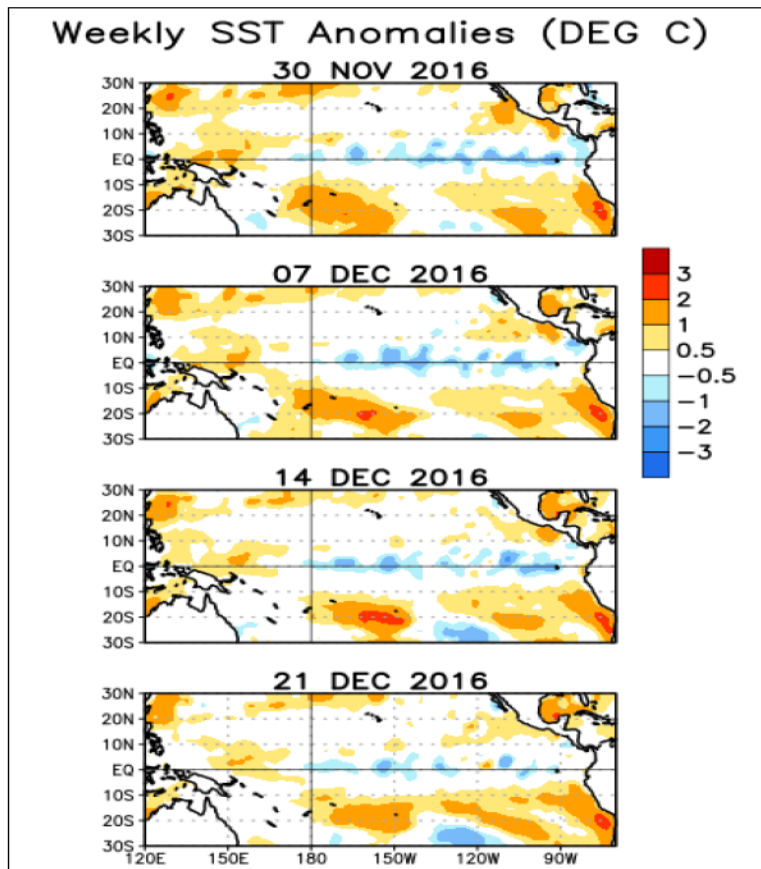 Weekly SST Anomalies (DEG C)
30 NOV 2016
30N
20N
10N
EQ
10S
20S
30S
07 DEC 2016
30N
20N
10N
EQ
10S
20S
30S
3
2
1
0.5
-0.5
-1
-2
-3
14 DEC 2016
30N
20N
10N
EQ
10S
20S
30S
21 DEC 2016
30N
20N
10N
EQ
10S
20S
30S
120E 150E 180 150W 120W 90W